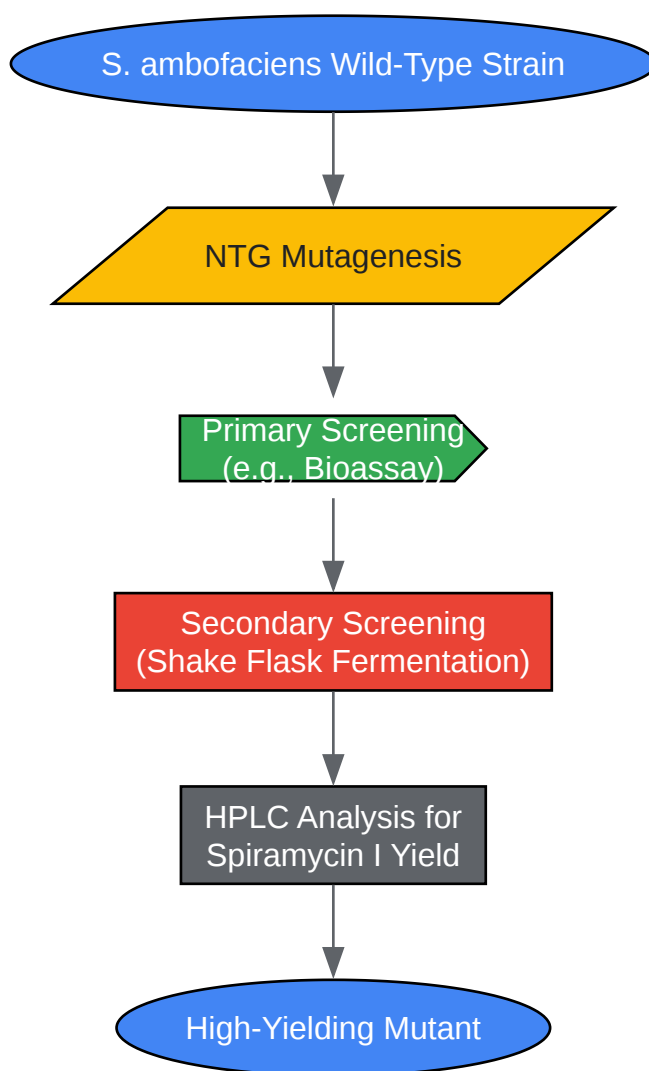 S. ambofaciens Wild-Type Strain
NTG Mutagenesis
Primary Screening
(e.g., Bioassay)
Secondary Screening
(Shake Flask Fermentation)
HPLC Analysis for
Spiramycin I Yield
High-Yielding Mutant